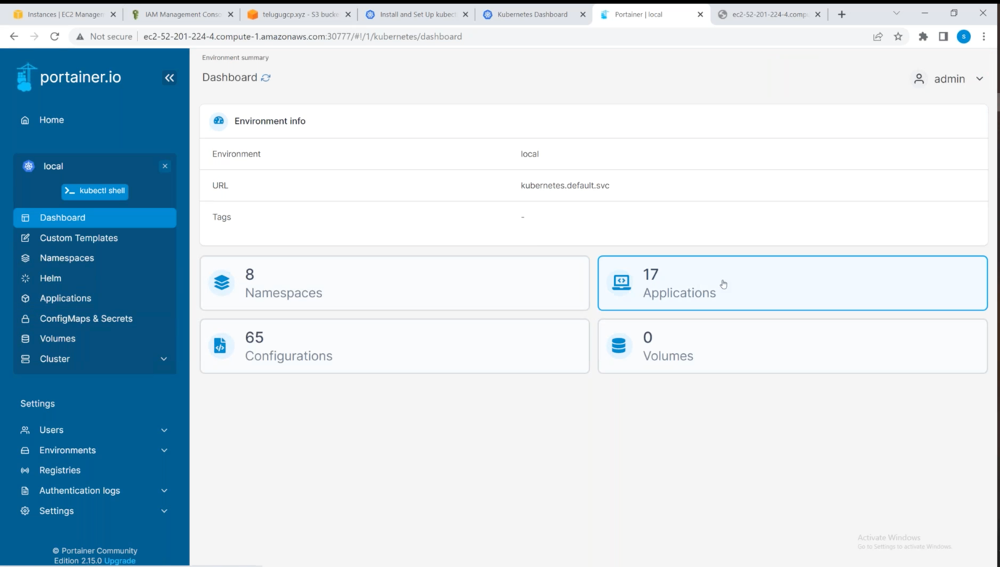 Instances | EC2 Managem
IAM Management Conso
telugugcp.xyz - S3 bucke
Install and Set Up kubect
Kubernetes Dashboard
Portainer | local
ec2-52-201-224-4.comp
Not secure
ec2-52-201-224-4.compute-1.amazonaws.com:30777/#!/1/kubernetes/dashboard
S
portainer.io
Home
local
kubectl shell
Dashboard
Custom Templates
Namespaces
Helm
Applications
ConfigMaps & Secrets
Volumes
Cluster
Settings
Users
Environments
Registries
Authentication logs
Settings
© Portainer Community
Edition 2.15.0 Upgrade
Environment summary
Dashboard
admin
Environment info
Environment local
URL kubernetes.default.svc
Tags -
8
Namespaces
17
Applications
65
Configurations
0
Volumes
Activate Windows
Go to Settings to activate Windows.